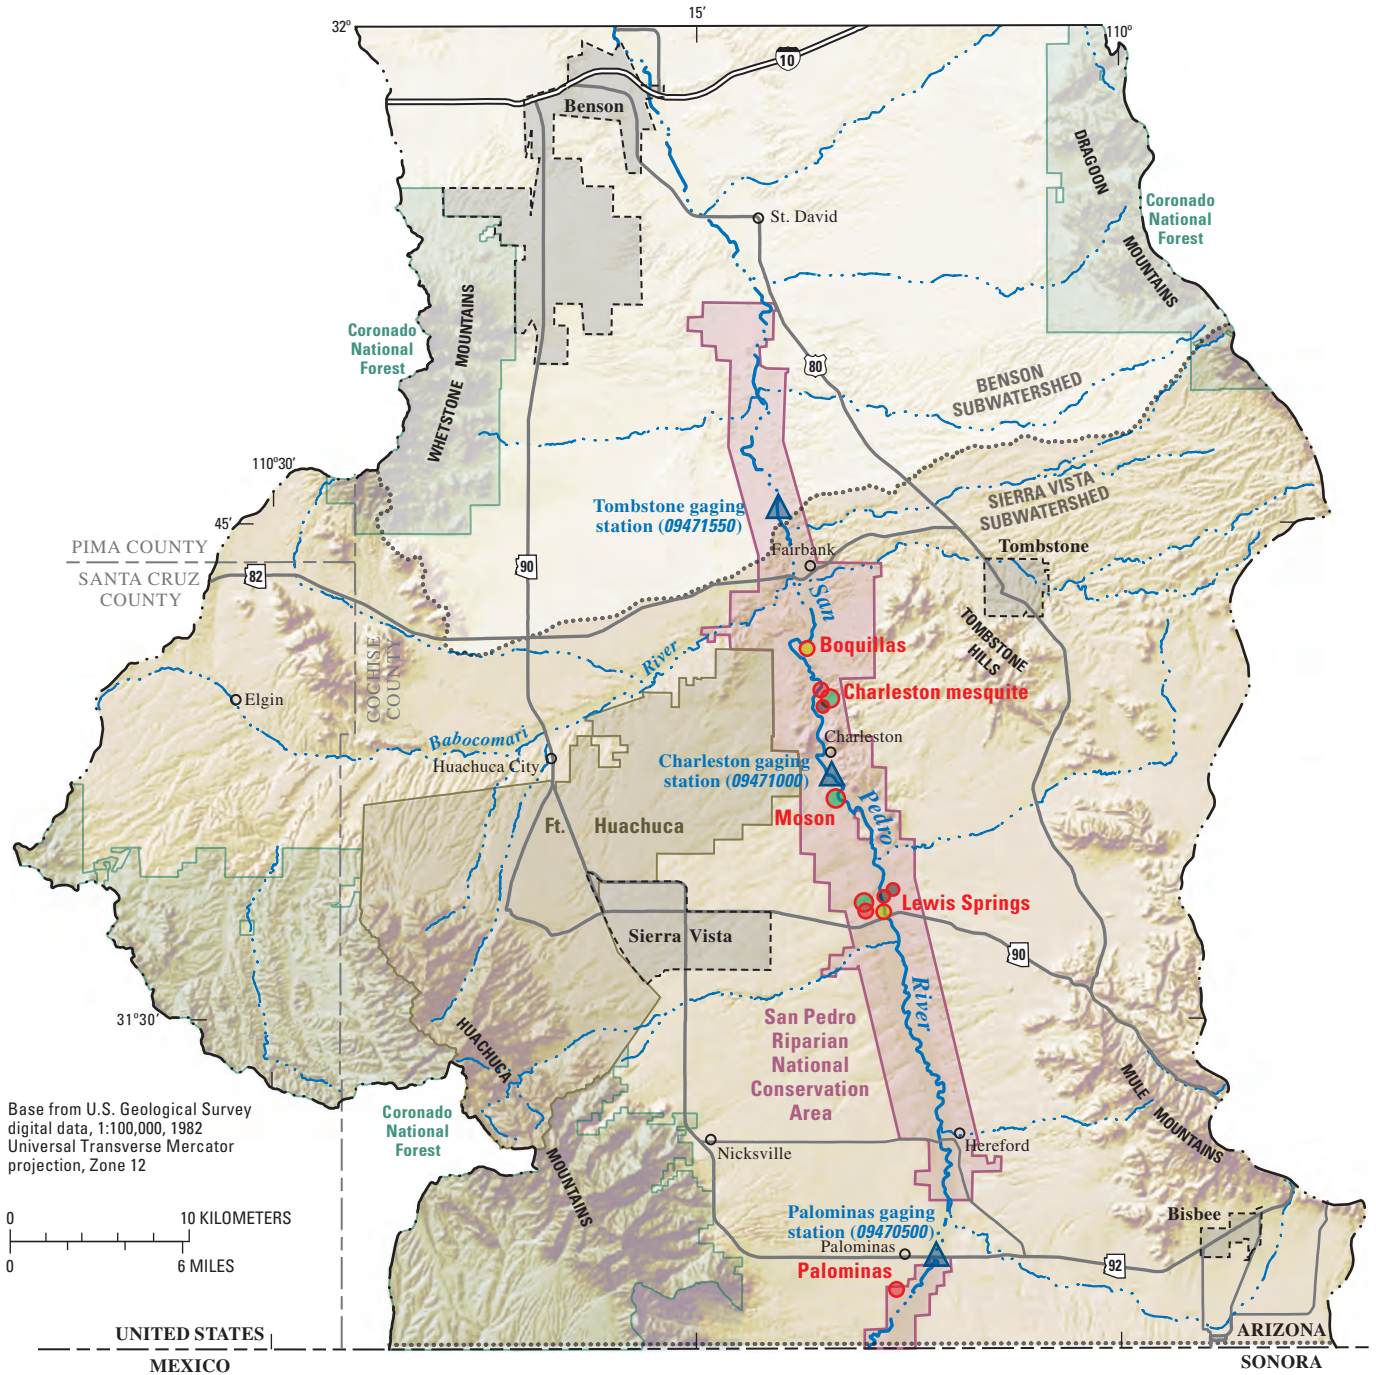 32°
15'
110°
10
Benson
DRAGOON
MOUNTAINS
Coronado
National
Forest
St. David
WHETSTONE MOUNTAINS
Coronado
National
Forest
80
BENSON
SUBWATERSHED
110°30'
45'
SIERRA VISTA
SUBWATERSHED
Tombstone gaging
station (09471550)
PIMA COUNTY
SANTA CRUZ
COUNTY
82
90
Fairbank
Tombstone
San
TOMBSTONE
HILLS
COCHISE
COUNTY
River
Boquillas
Elgin
Charleston mesquite
Babocomari
Charleston
Huachuca City
Charleston gaging
station (09471000)
Pedro
Moson
Ft. Huachuca
Lewis Springs
Sierra Vista
90
River
31°30'
San Pedro
Riparian
National
Conservation
Area
HUACHUCA
MULE MOUNTAINS
Base from U.S. Geological Survey
digital data, 1:100,000, 1982
Universal Transverse Mercator
projection, Zone 12
Coronado
National
Forest
Hereford
Nicksville
MOUNTAINS
0 10 KILOMETERS
0 6 MILES
Palominas gaging
station (09470500)
Bisbee
Palominas
92
Palominas
UNITED STATES
MEXICO
ARIZONA
SONORA